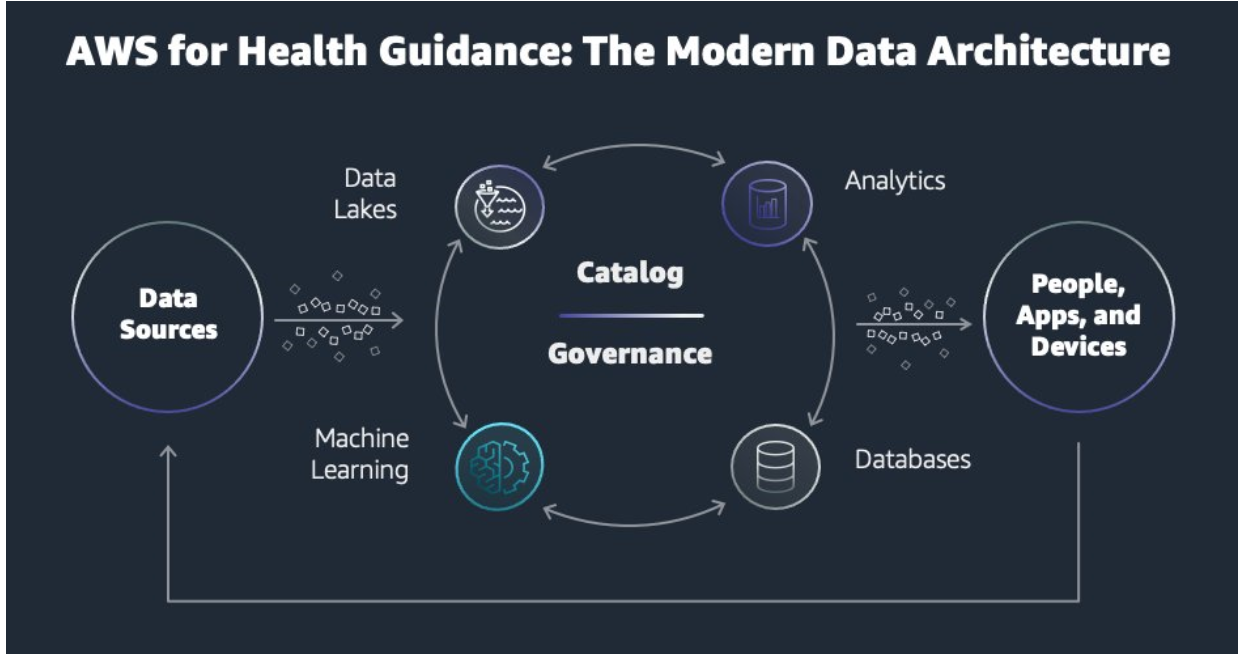 AWS for Health Guidance: The Modern Data Architecture
Data
Lakes
Analytics
Data
Sources
Catalog
Governance
People,
Apps, and
Devices
Machine
Learning
Databases